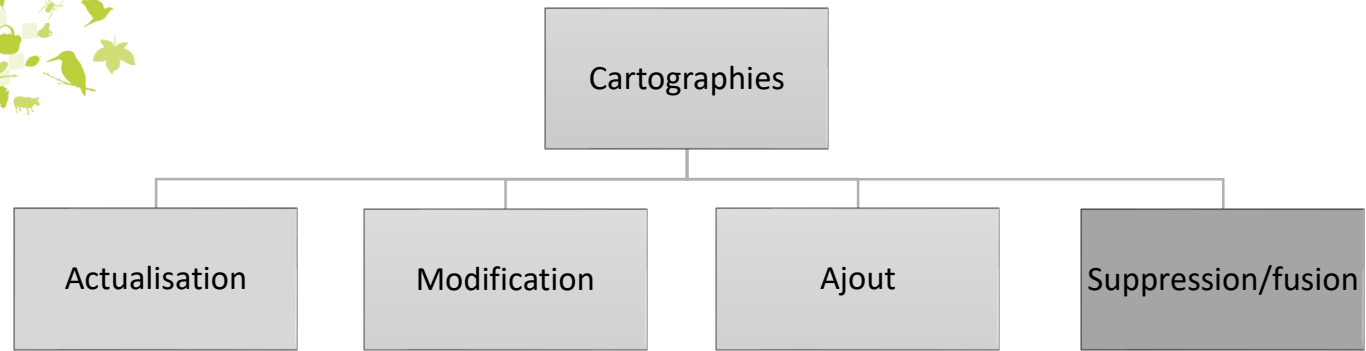 Cartographies
Actualisation
Modification
Ajout
Suppression/fusion